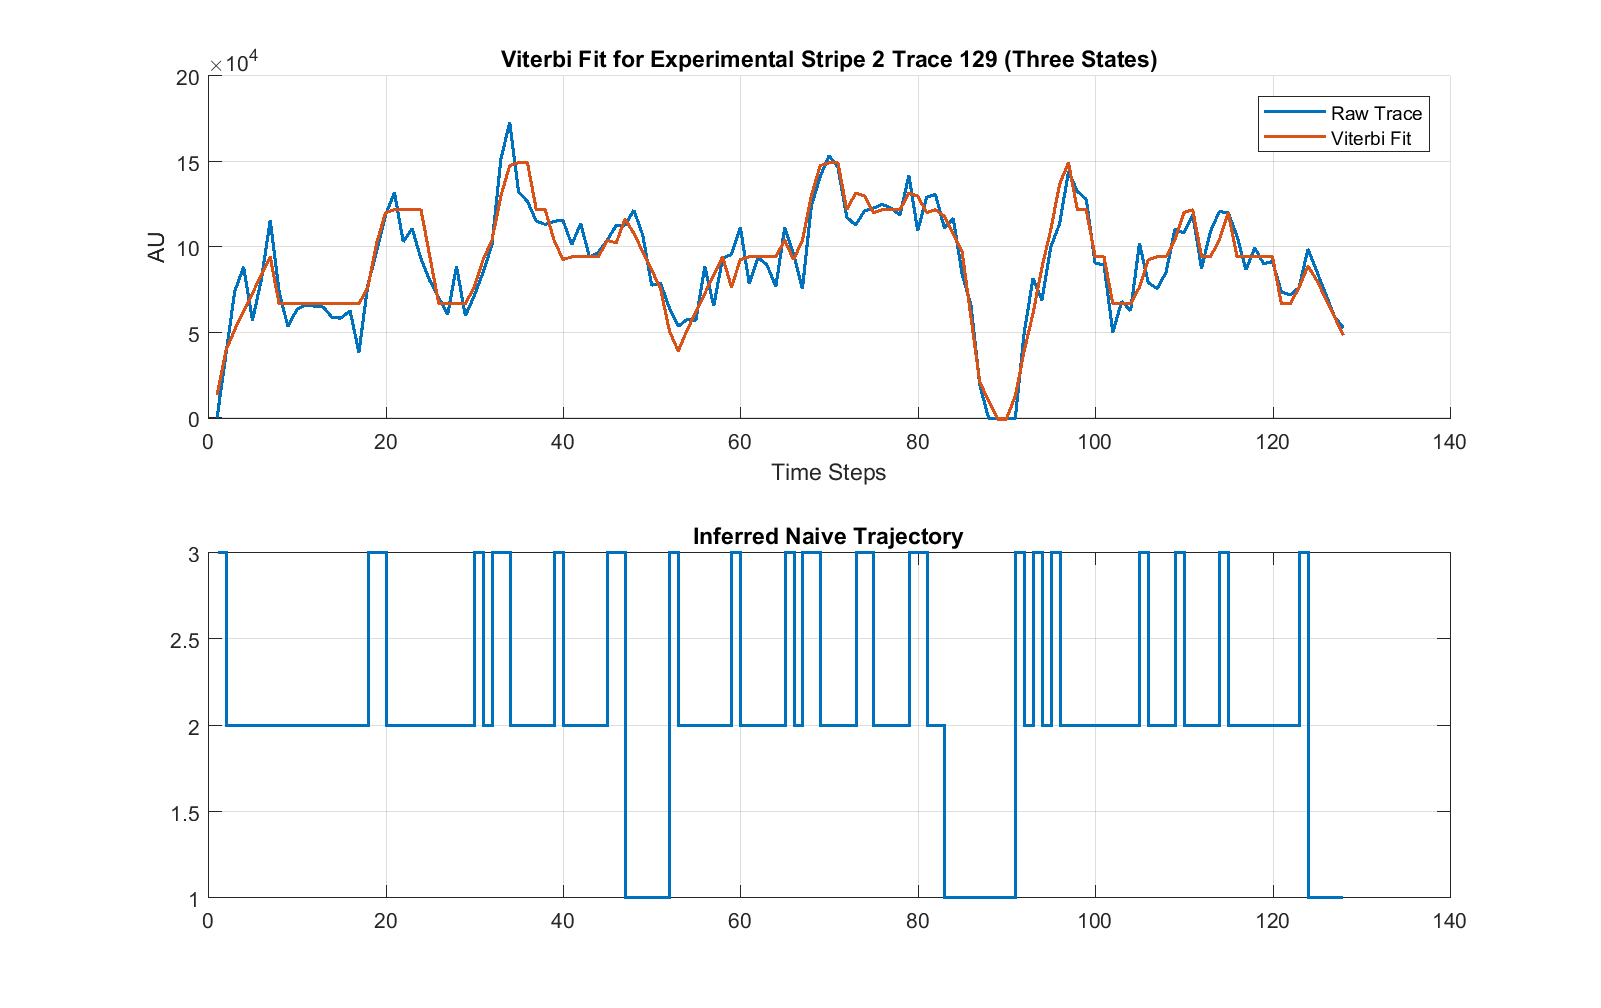 Viterbi Fit for Experimental Stripe 2 Trace 129 (Three States)
×10^4
20
15
10
5
0
AU
Raw Trace
Viterbi Fit
0 20 40 60 80 100 120 140
Time Steps
Inferred Naive Trajectory
3
2.5
2
1.5
1
0 20 40 60 80 100 120 140